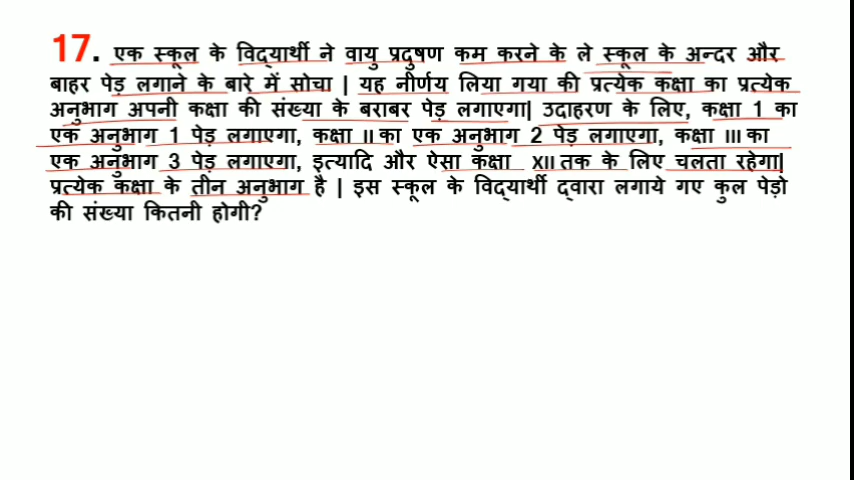 17. एक स्कूल के विद्यार्थी ने वायु प्रदुषण कम करने के ले स्कूल के अन्दर और
बाहर पेड़ लगाने के बारे में सोचा | यह नीर्णय लिया गया की प्रत्येक कक्षा का प्रत्येक
अनुभाग अपनी कक्षा की संख्या के बराबर पेड़ लगाएगा| उदाहरण के लिए, कक्षा 1 का
एक अनुभाग 1 पेड़ लगाएगा, कक्षा II का एक अनुभाग 2 पेड़ लगाएगा, कक्षा III का
एक अनुभाग 3 पेड़ लगाएगा, इत्यादि और ऐसा कक्षा XII तक के लिए चलता रहेगा|
प्रत्येक कक्षा के तीन अनुभाग है | इस स्कूल के विद्यार्थी द्वारा लगाये गए कुल पेड़ो
की संख्या कितनी होगी?